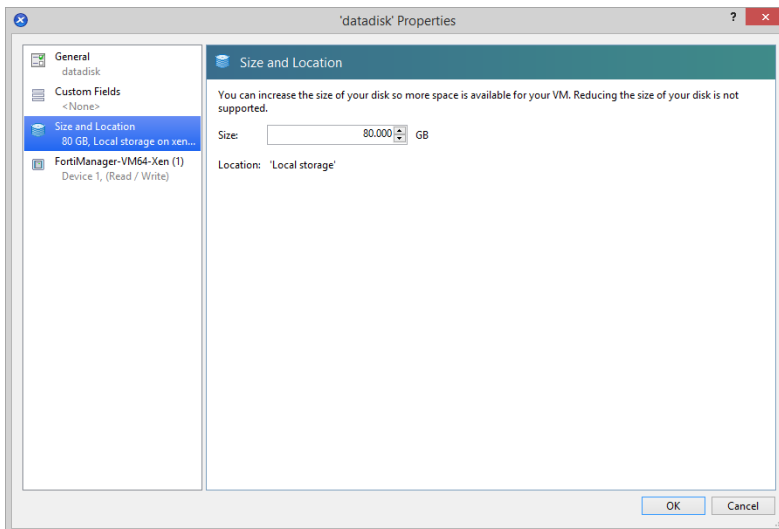 'datadisk' Properties
?
General
datadisk
Custom Fields
<None>
Size and Location
80 GB, Local storage on xen...
FortiManager-VM64-Xen (1)
Device 1, (Read / Write)
Size and Location
You can increase the size of your disk so more space is available for your VM. Reducing the size of your disk is not
supported.
Size: 80.000 GB
Location: 'Local storage'
OK Cancel